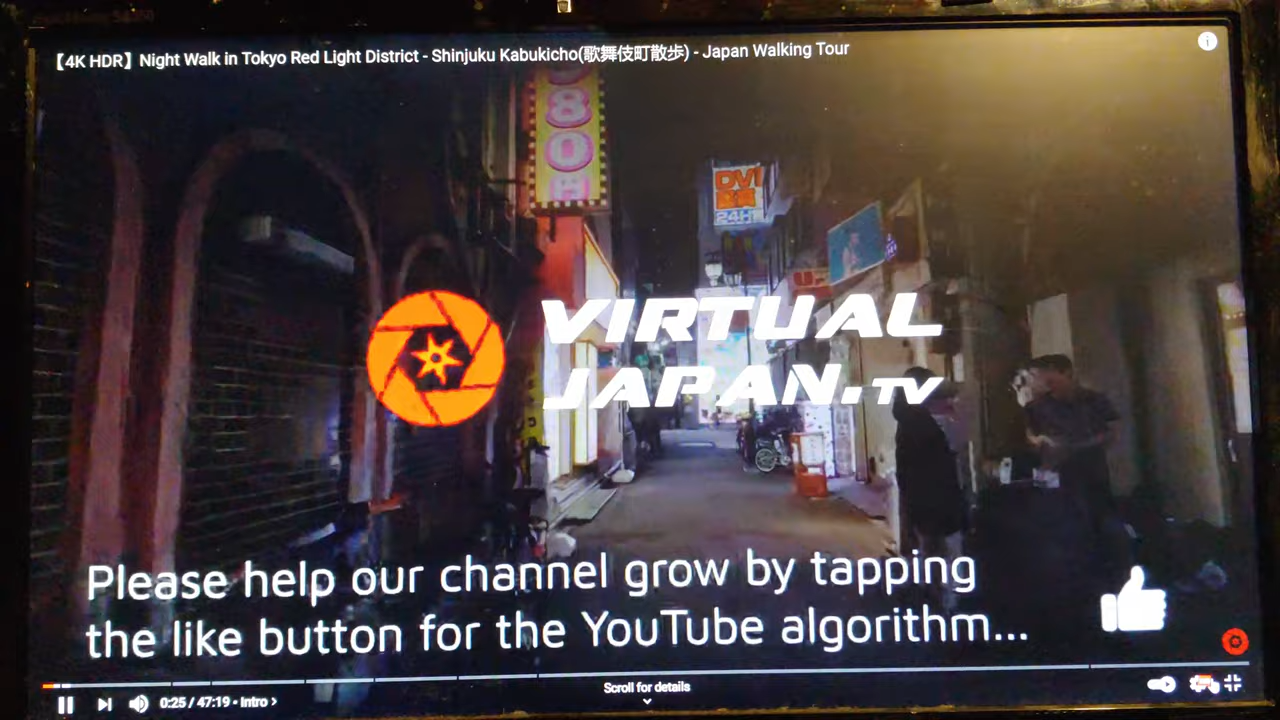 【4K HDR】Night Walk in Tokyo Red Light District - Shinjuku Kabukicho(歌舞伎町散歩) - Japan Walking Tour
80
DV
24H
VIRTUAL
JAPAN.TV
Please help our channel grow by tapping
the like button for the YouTube algorithm...
Scroll for details
0:25 / 47:19 • Intro >